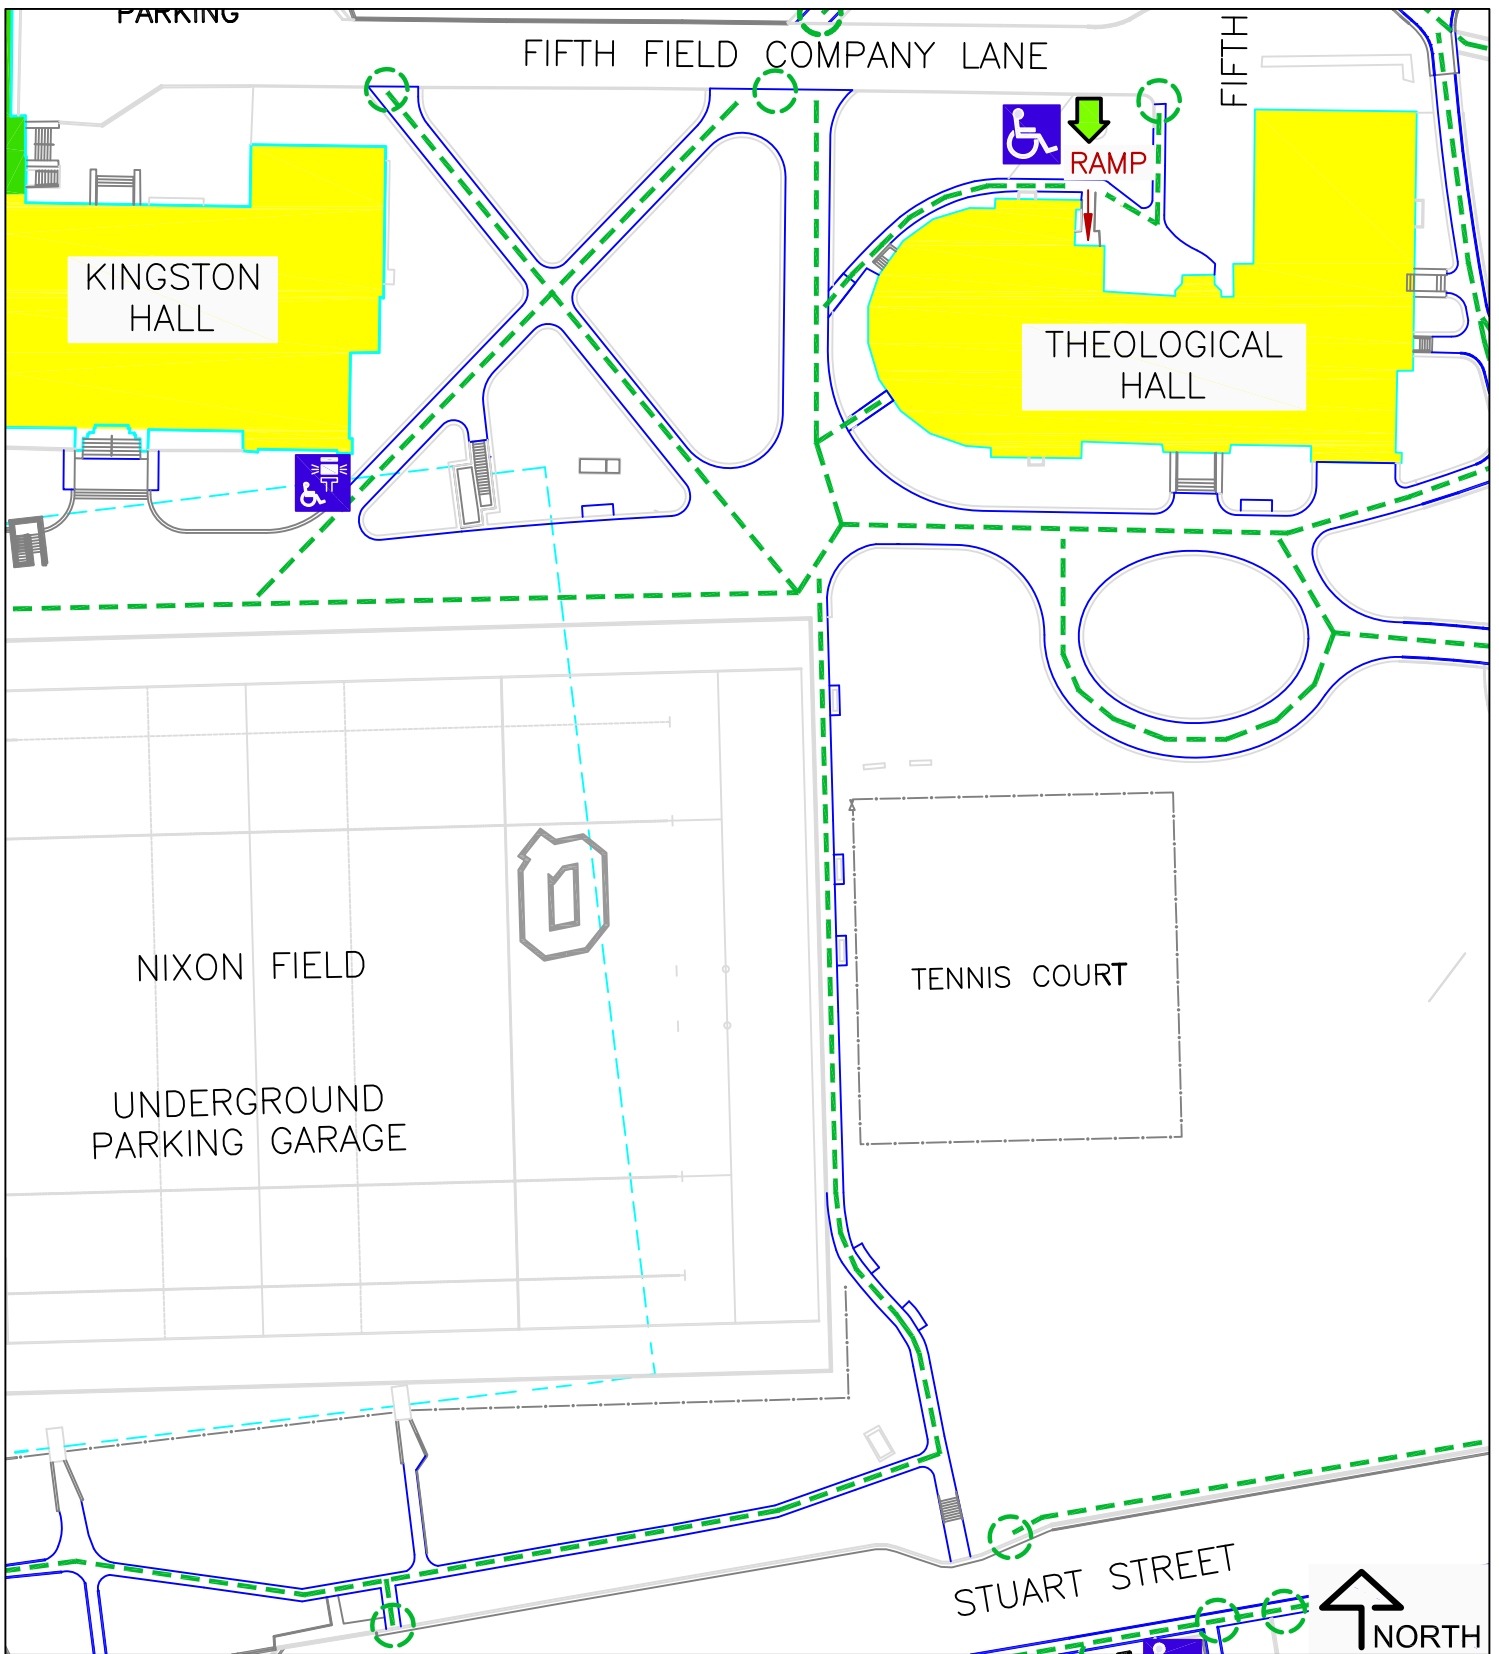 PARKING
FIFTH FIELD COMPANY LANE
FIFTH
RAMP
KINGSTON
HALL
THEOLOGICAL
HALL
NIXON FIELD
TENNIS COURT
UNDERGROUND
PARKING GARAGE
STUART STREET
NORTH